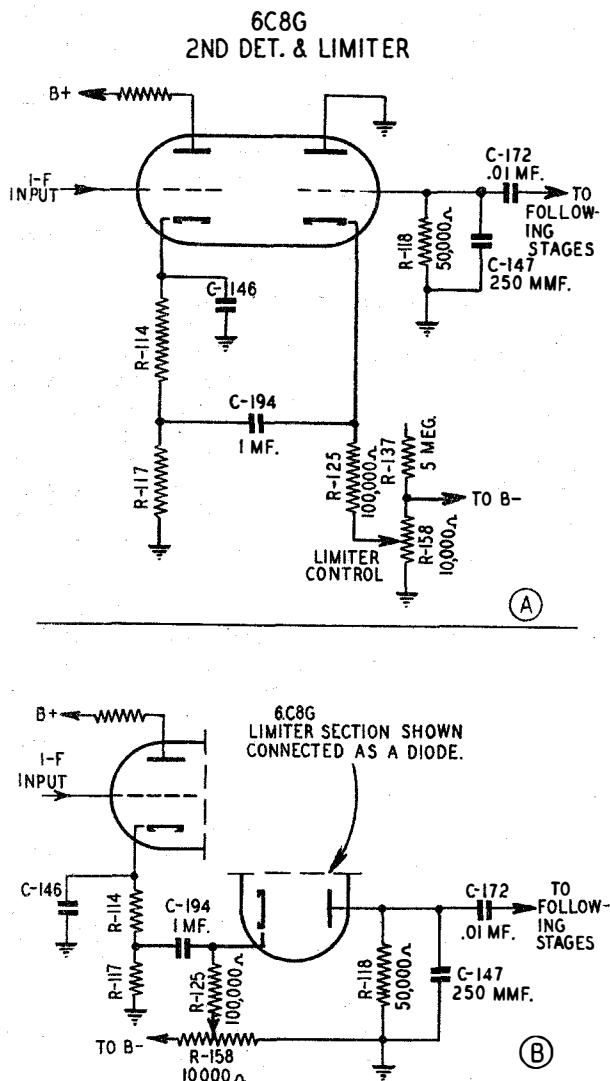 6C8G
2ND DET. & LIMITER
B+
I-F
INPUT
C-172
.01 MF.
TO
FOLLOW-
ING
STAGES
R-118
50,000Ω
C-147
250 MMF.
C-146
R-114
C-194
1 MF.
R-117
R-125
100,000Ω
R-137
5 MEG.
TO B-
R-158
10,000Ω
LIMITER
CONTROL
A
B+
6C8G
LIMITER SECTION SHOWN
CONNECTED AS A DIODE.
I-F
INPUT
C-146
R-114
C-194
1 MF.
R-117
R-125
100,000Ω
C-172
.01 MF.
TO
FOLLOW-
ING
STAGES
R-118
50,000Ω
C-147
250 MMF.
TO B-
R-158
10000Ω
B